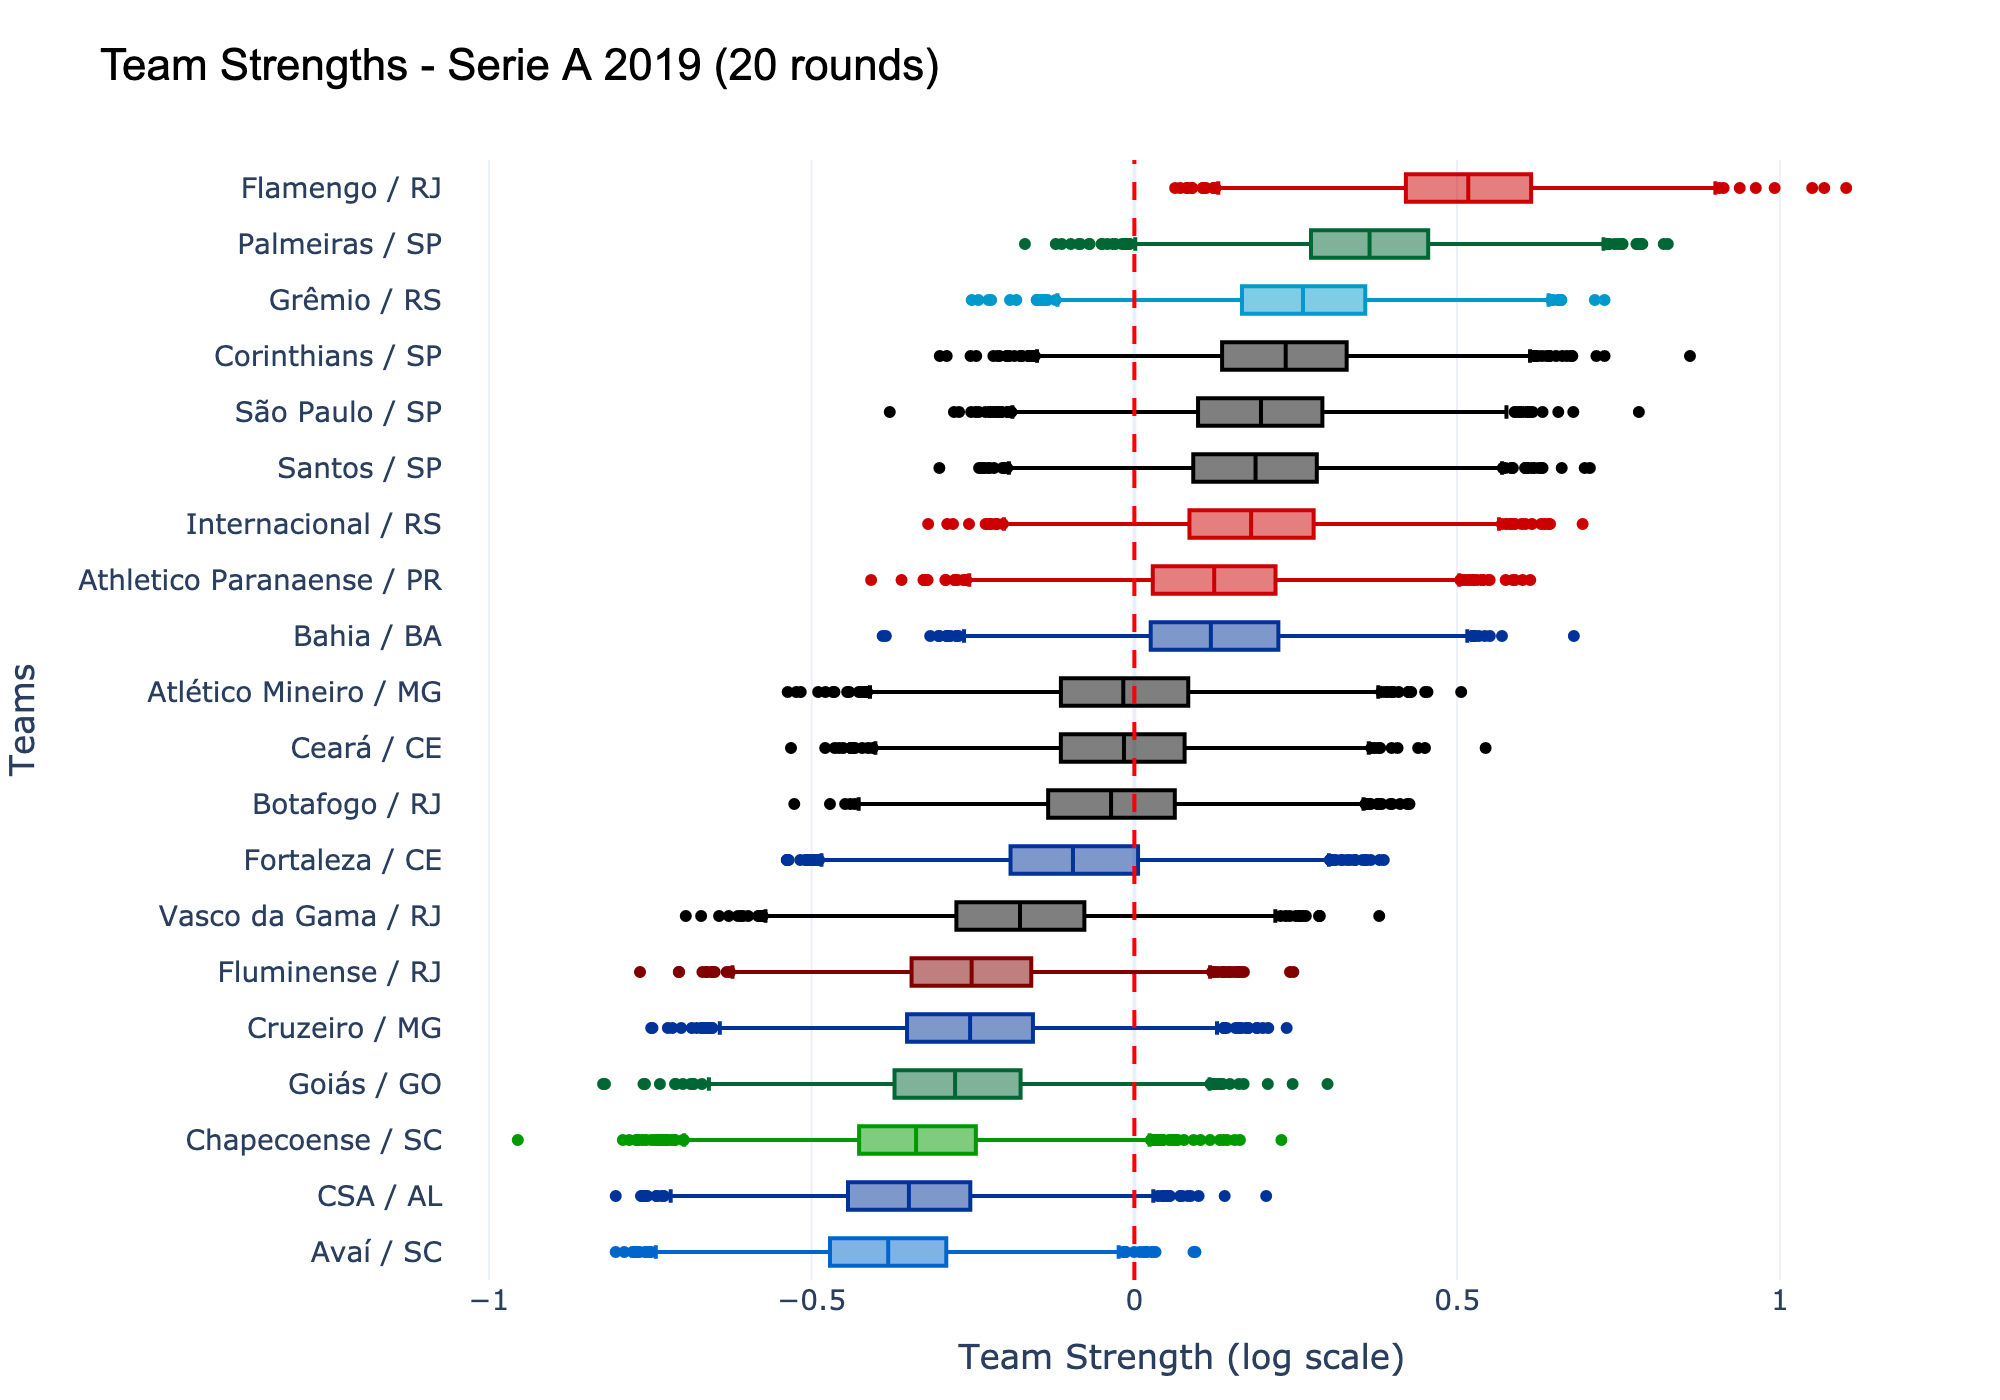 Team Strengths - Serie A 2019 (20 rounds)
Flamengo / RJ
Palmeiras / SP
Grêmio / RS
Corinthians / SP
São Paulo / SP
Santos / SP
Internacional / RS
Athletico Paranaense / PR
Bahia / BA
Atlético Mineiro / MG
Ceará / CE
Botafogo / RJ
Fortaleza / CE
Vasco da Gama / RJ
Fluminense / RJ
Cruzeiro / MG
Goiás / GO
Chapecoense / SC
CSA / AL
Avaí / SC
Teams
−1 −0.5 0 0.5 1
Team Strength (log scale)